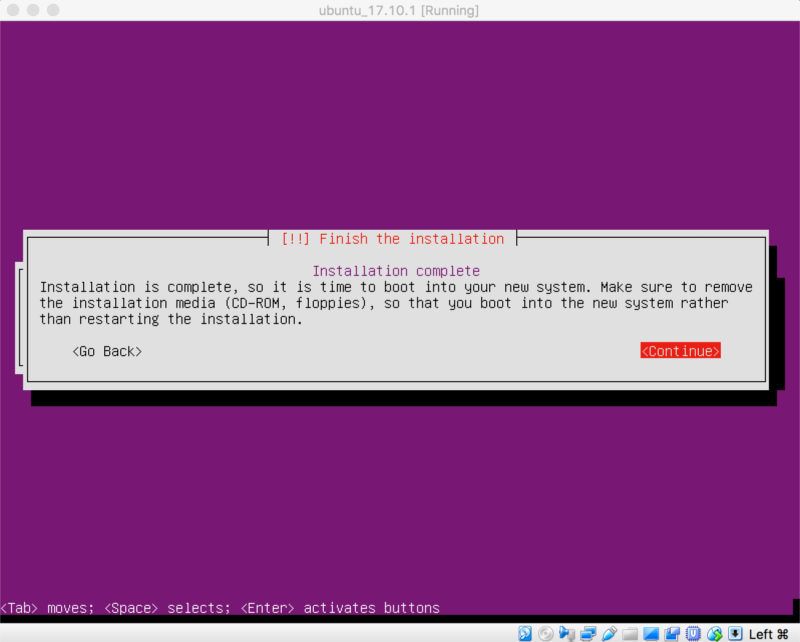 ubuntu_17.10.1 [Running]
[!!] Finish the installation
Installation complete
Installation is complete, so it is time to boot into your new system. Make sure to remove
the installation media (CD-ROM, floppies), so that you boot into the new system rather
than restarting the installation.
<Go Back> <Continue>
<Tab> moves; <Space> selects; <Enter> activates buttons
Left ⌘